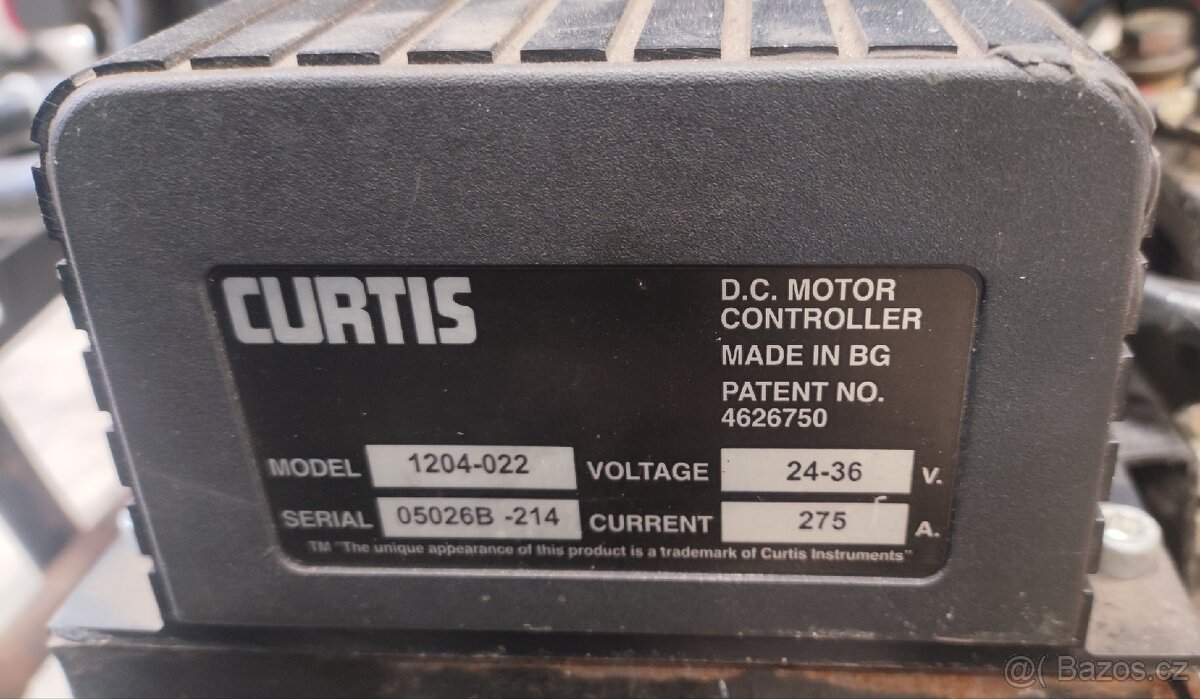 CURTIS
D.C. MOTOR
CONTROLLER
MADE IN BG
PATENT NO.
4626750
MODEL 1204-022 VOLTAGE 24-36 V.
SERIAL 05026B -214 CURRENT 275 A.
TM "The unique appearance of this product is a trademark of Curtis Instruments"
@( Bazos.cz